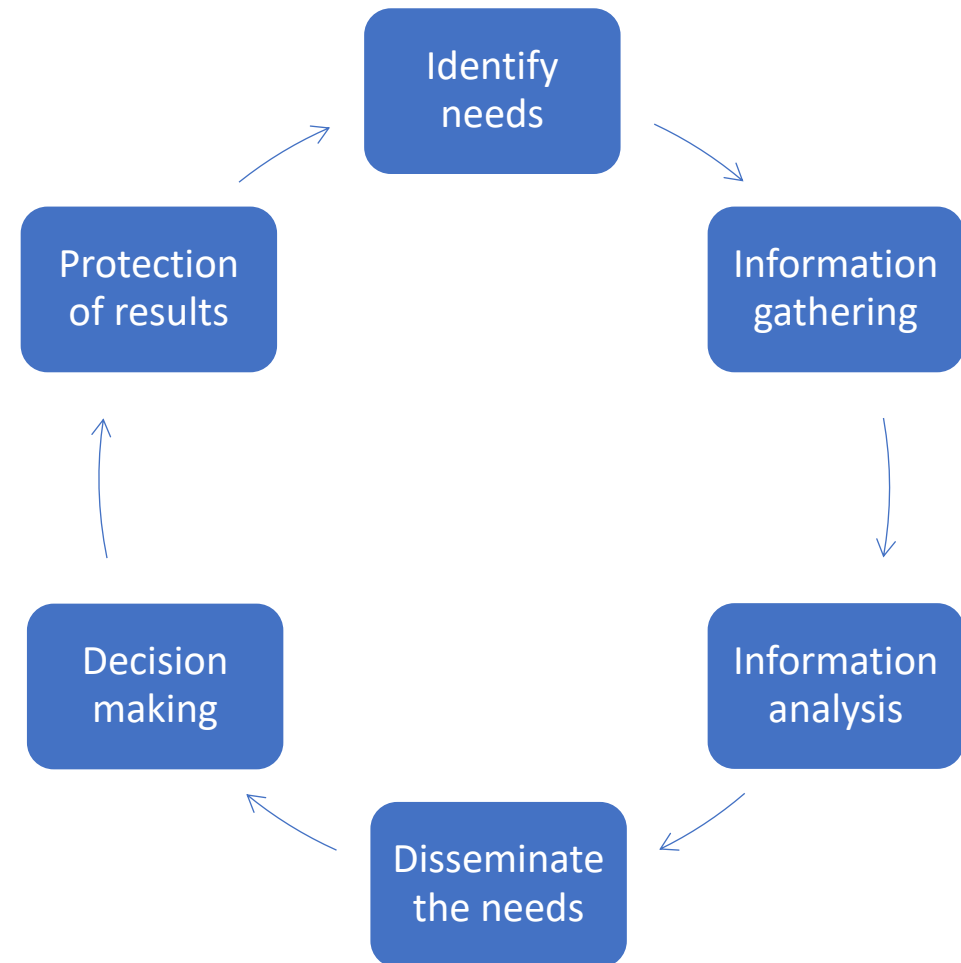 Identify
needs
Information
gathering
Information
analysis
Disseminate
the needs
Decision
making
Protection
of results